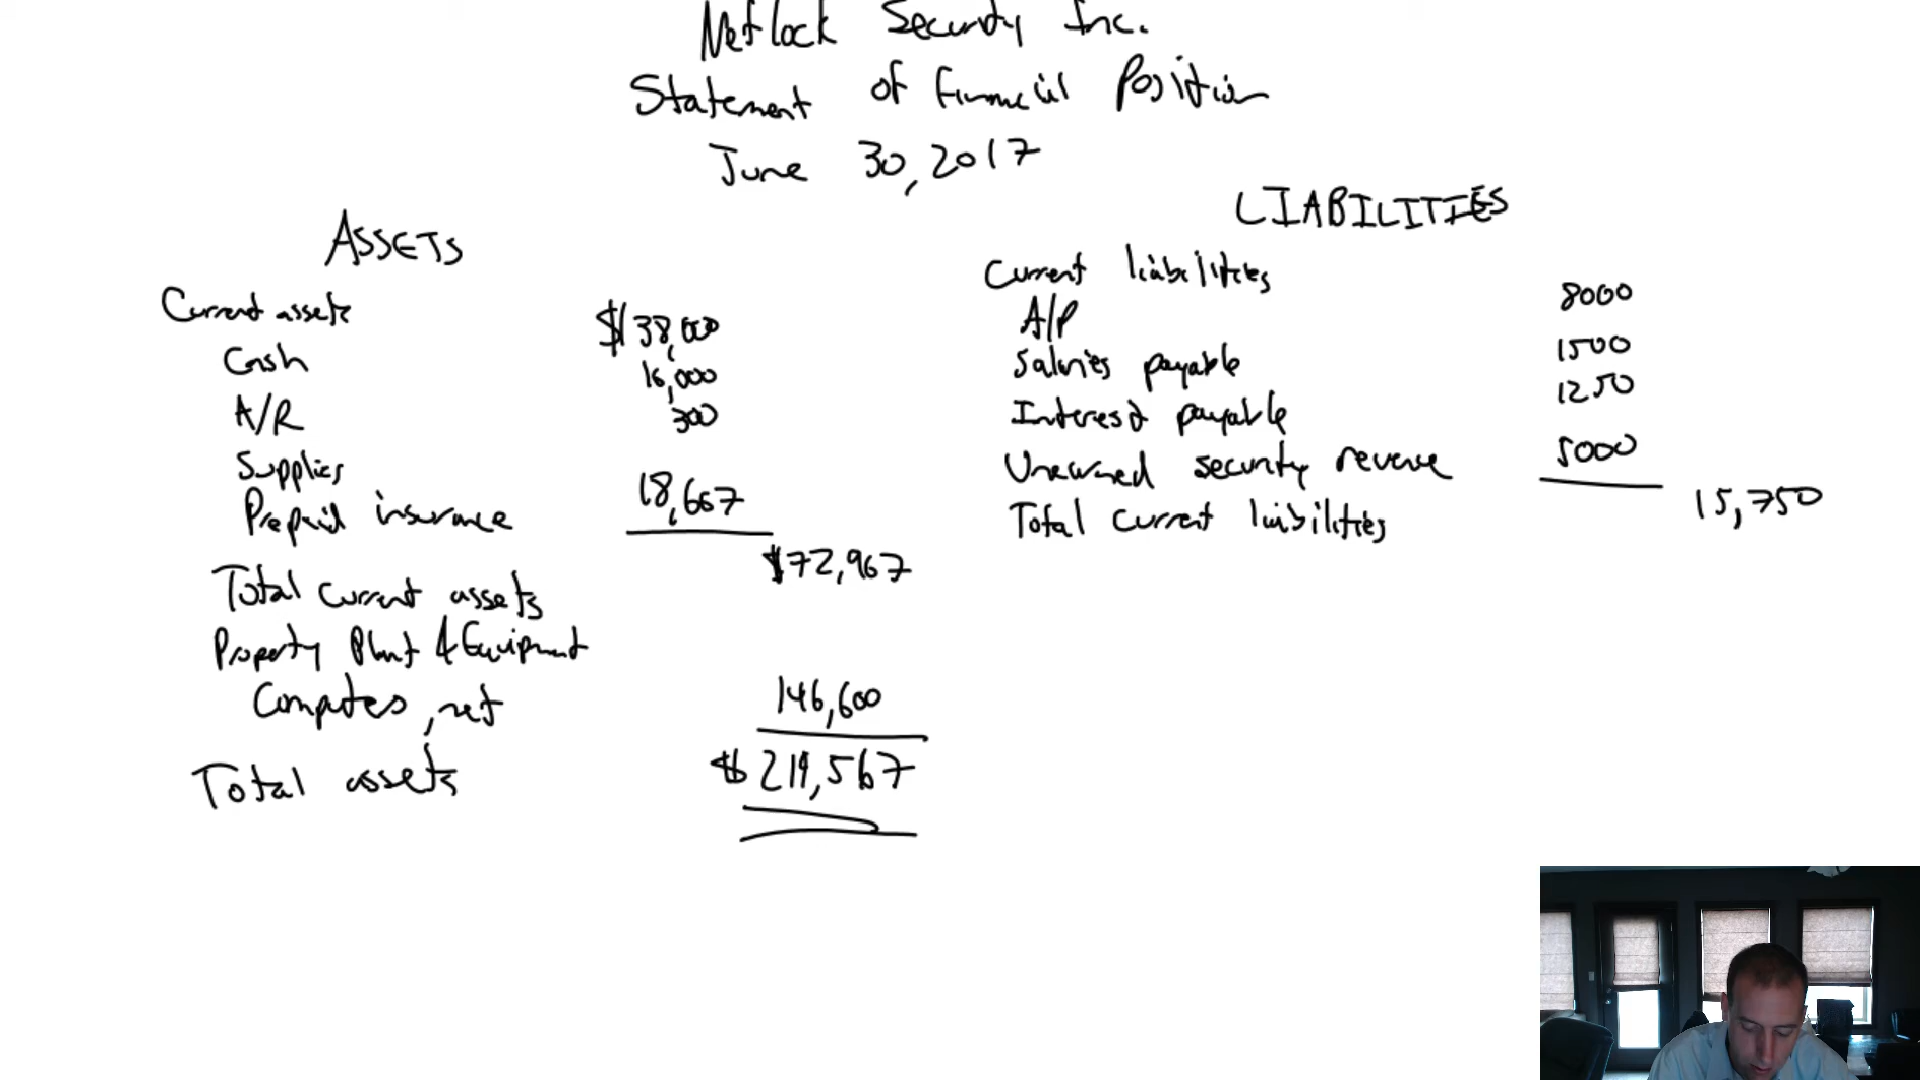 Netlock Security Inc.
Statement of Financial Position
June 30, 2017
ASSETS
Current assets
Cash $38,000
A/R 16,000
Supplies 300
Prepaid insurance 18,667
Total current assets $72,967
Property Plant & Equipment
Computers, net 146,600
Total assets $219,567
LIABILITIES
Current liabilities
A/P 8000
Salaries payable 1500
Interest payable 1250
Unearned security revenue 5000
Total current liabilities 15,750